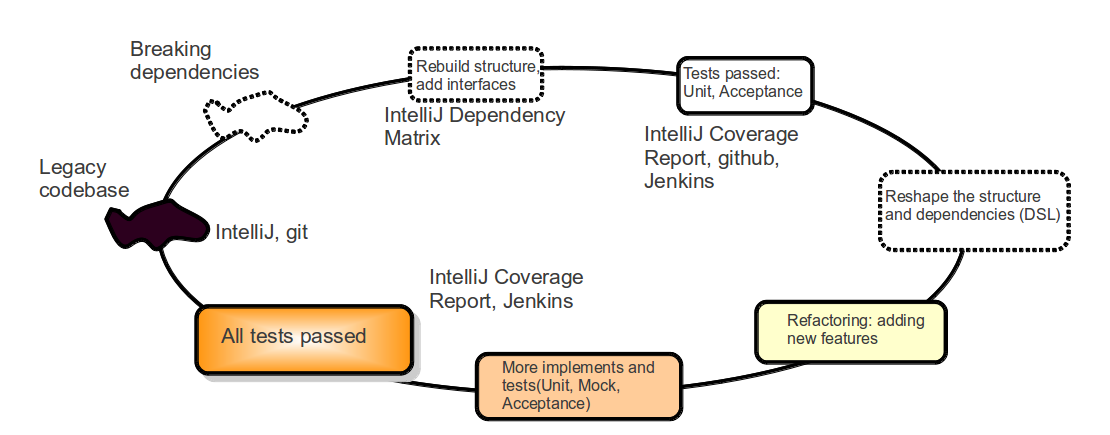 Breaking
dependencies
Rebuild structure,
add interfaces
IntelliJ Dependency
Matrix
Tests passed:
Unit, Acceptance
IntelliJ Coverage
Report, github,
Jenkins
Legacy
codebase
IntelliJ, git
Reshape the structure
and dependencies (DSL)
IntelliJ Coverage
Report, Jenkins
All tests passed
Refactoring: adding
new features
More implements and
tests(Unit, Mock,
Acceptance)